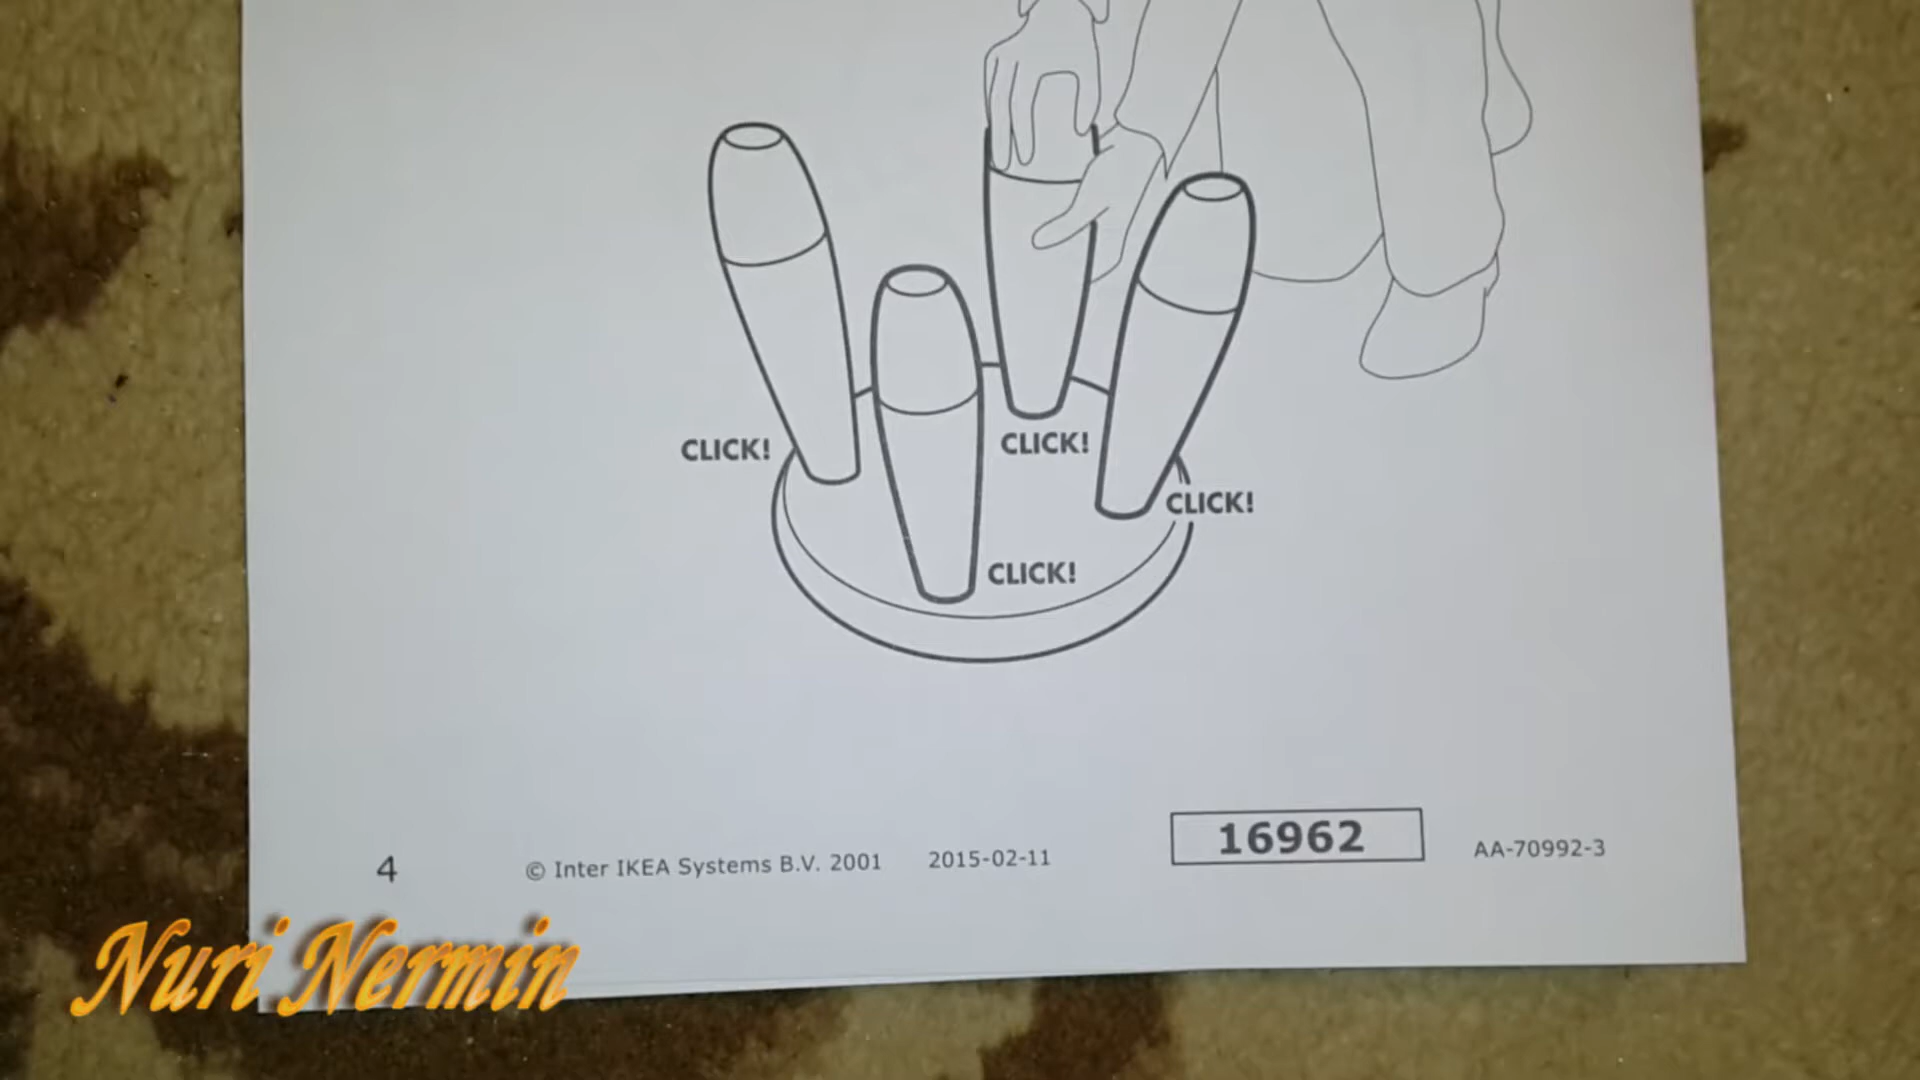 CLICK!
CLICK!
CLICK!
CLICK!
4
© Inter IKEA Systems B.V. 2001
2015-02-11
16962
AA-70992-3
Nuri Nermin